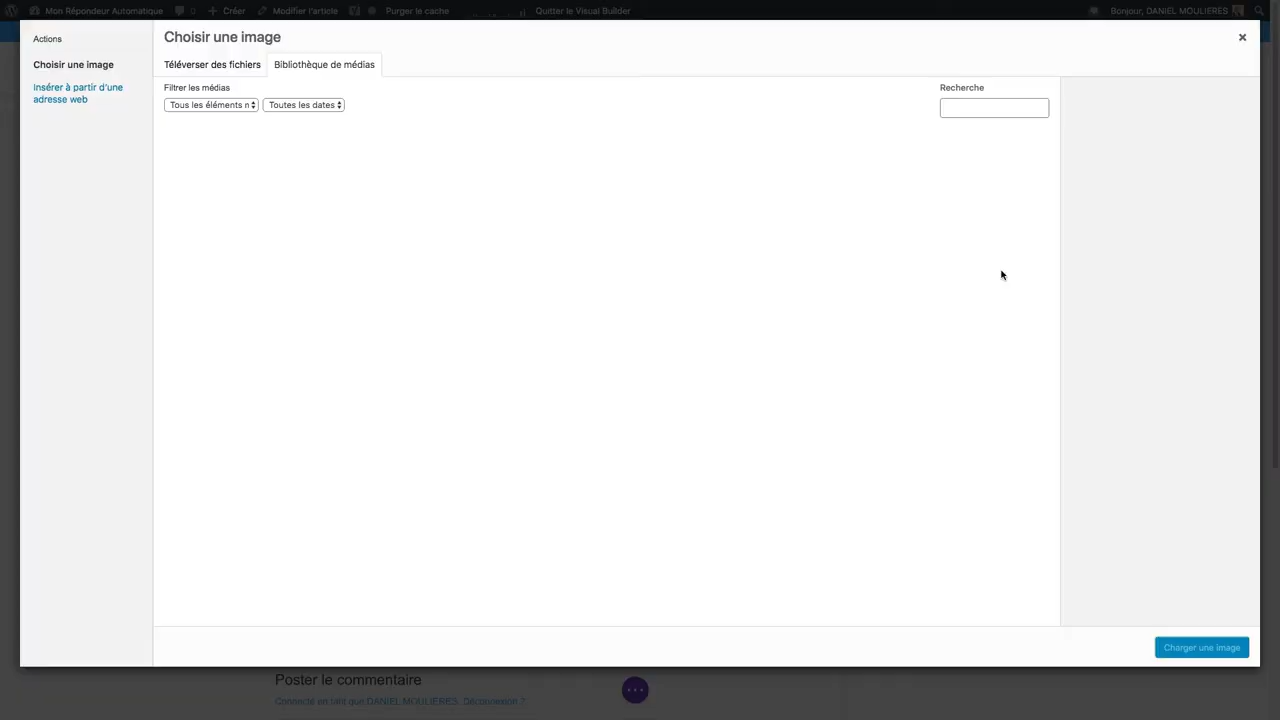 Mon Répondeur Automatique
0
Créer
Modifier l'article
Purger le cache
Quitter le Visual Builder
Bonjour, DANIEL MOULIERES
Actions
Choisir une image
Insérer à partir d'une
adresse web
Choisir une image
Téléverser des fichiers
Bibliothèque de médias
Filtrer les médias
Tous les éléments n
Toutes les dates
Recherche
Charger une image
Poster le commentaire
Connecté en tant que DANIEL MOULIERES. Déconnexion ?